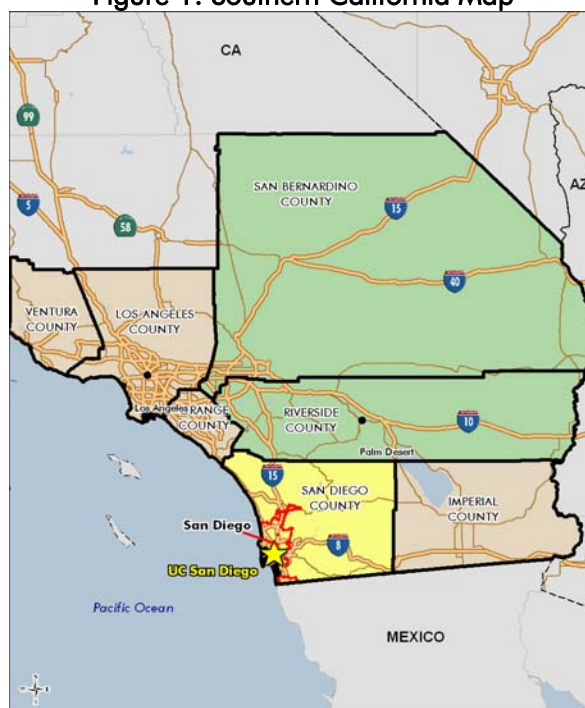 Figure 1: Southern California Map
CA
99
5
58
SAN BERNARDINO
COUNTY
15
AZ
40
VENTURA
COUNTY
LOS ANGELES
COUNTY
Los Angeles
RANGE
COUNTY
RIVERSIDE
COUNTY
10
Palm Desert
15
SAN DIEGO
COUNTY
IMPERIAL
COUNTY
San Diego
8
UC San Diego
Pacific Ocean
MEXICO
N